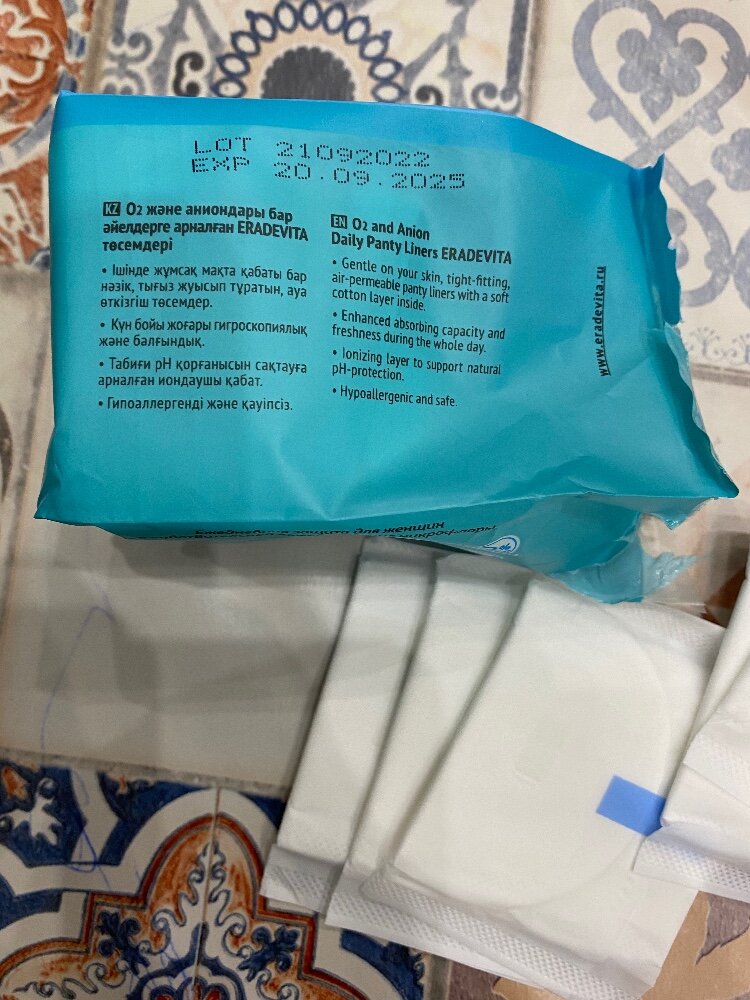 LOT 21092022
EXP 20.09.2025
KZ O2 және аниондары бар
әйелдерге арналған ERADEVITA
төсемдері
• Ішінде жұмсақ мақта қабаты бар
нәзік, тығыз жуысып тұратын, ауа
өткізгіш төсемдер.
• Күн бойы жоғары гигроскопиялық
және балғындық.
• Табиғи pH қорғанысын сақтауға
арналған иондаушы қабат.
• Гипоаллергенді және қауіпсіз.
EN O2 and Anion
Daily Panty Liners ERADEVITA
• Gentle on your skin, tight-fitting,
air-permeable panty liners with a soft
cotton layer inside.
• Enhanced absorbing capacity and
freshness during the whole day.
• Ionizing layer to support natural
pH-protection.
• Hypoallergenic and safe.
www.eradevita.ru
защита для женщин